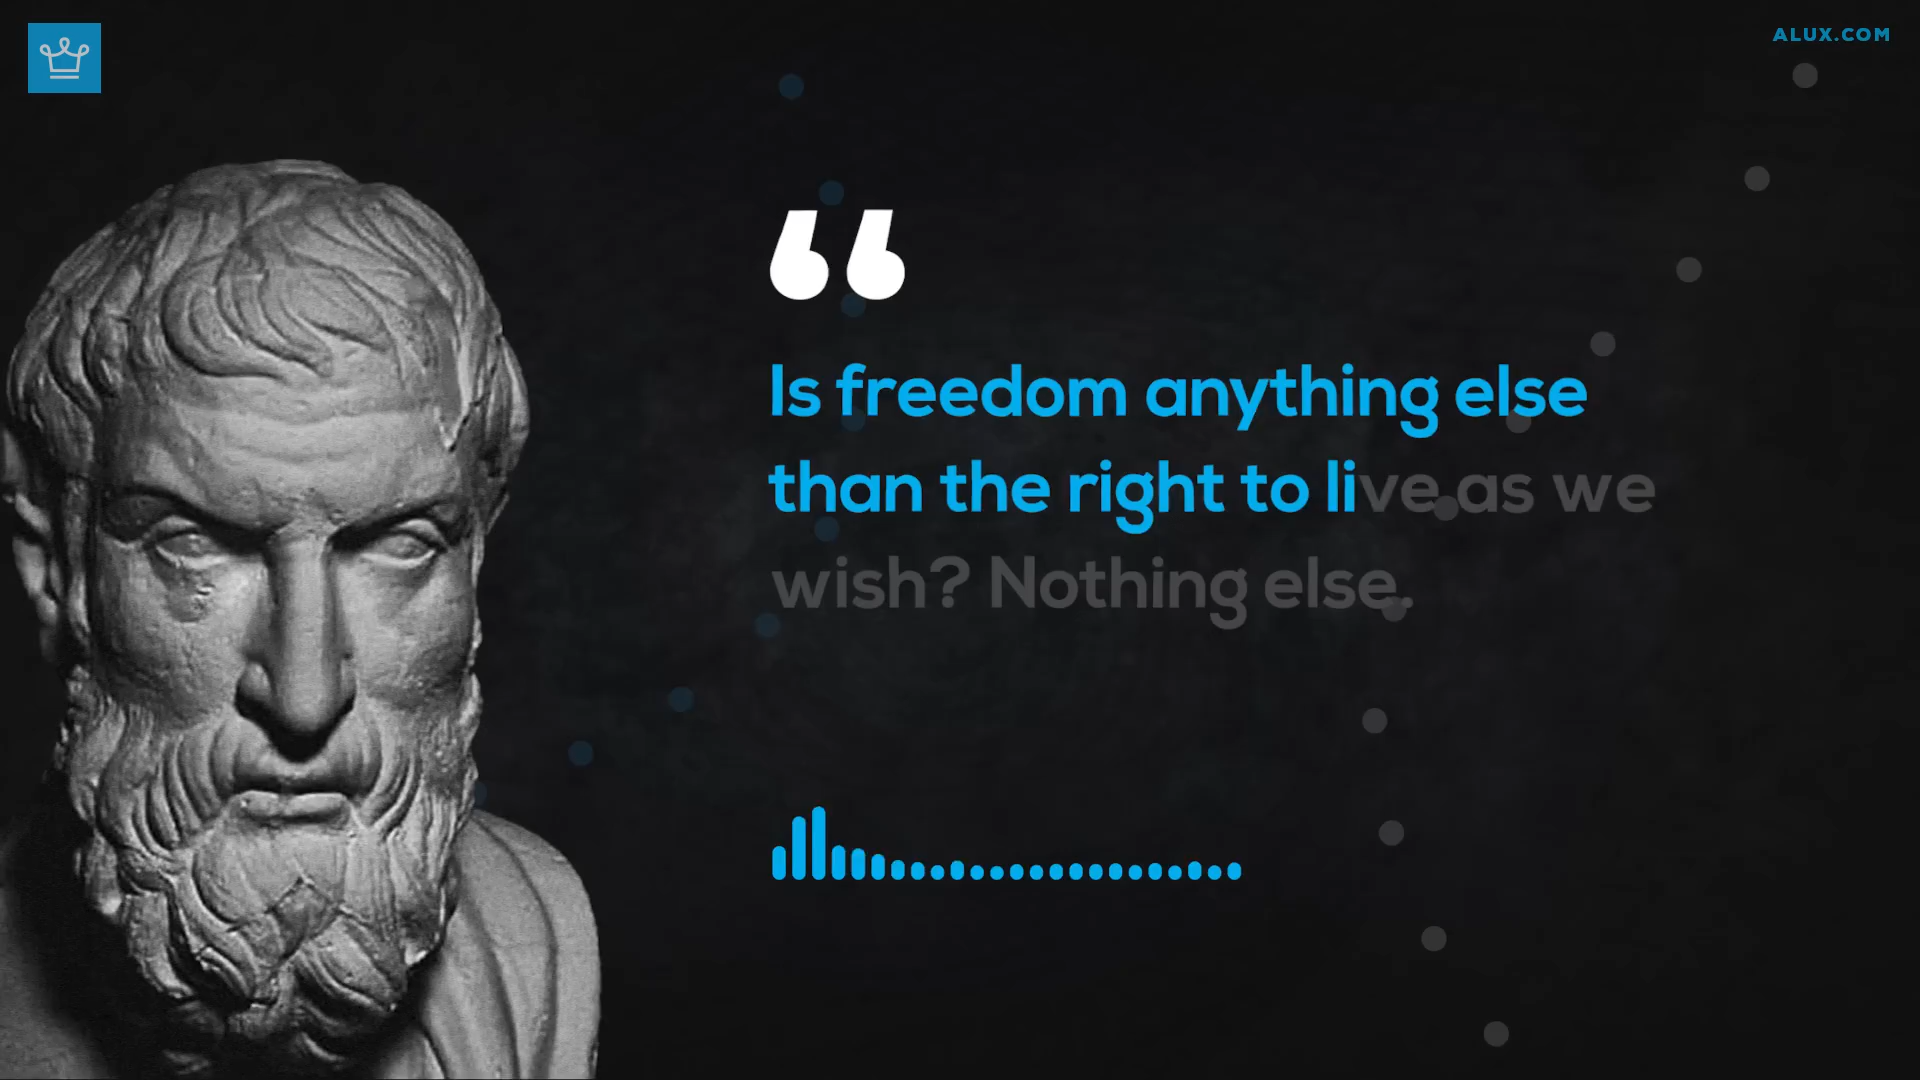 ALUX.COM
“
Is freedom anything else
than the right to live as we
wish? Nothing else.